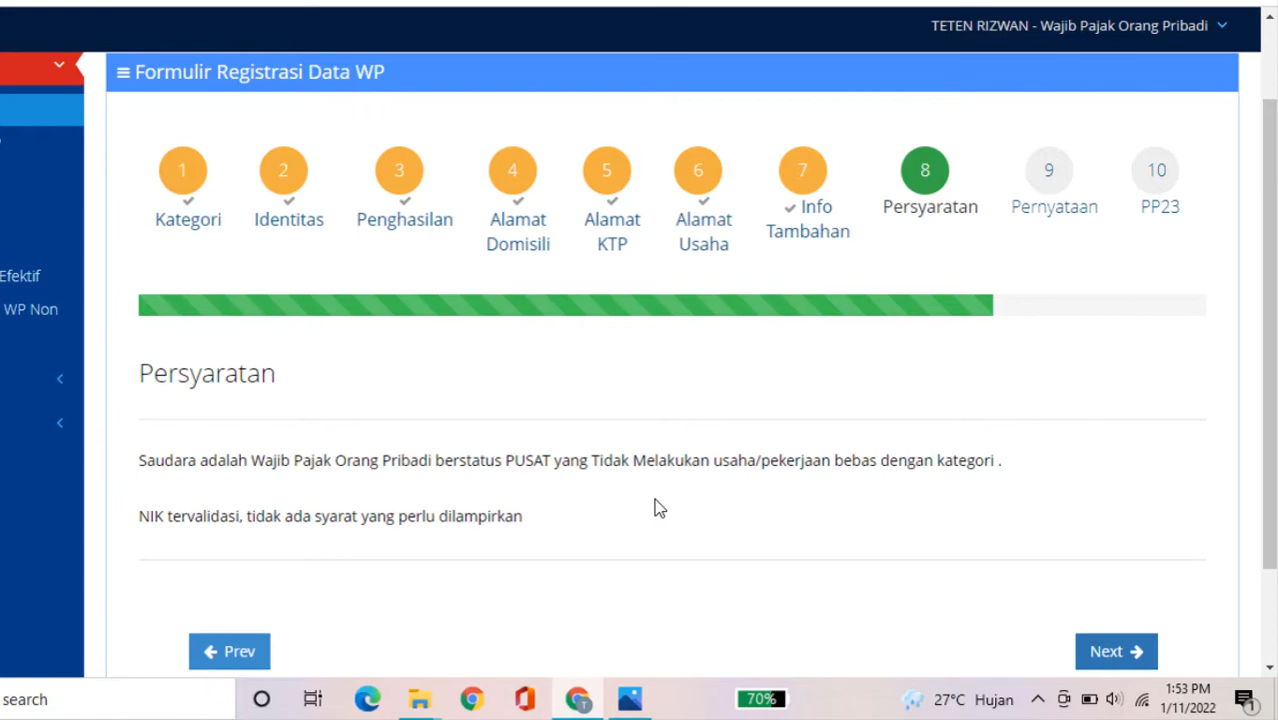 TETEN RIZWAN - Wajib Pajak Orang Pribadi
Formulir Registrasi Data WP
1
2
3
4
5
6
7
8
9
10
Kategori
Identitas
Penghasilan
Alamat
Domisili
Alamat
KTP
Alamat
Usaha
Info
Tambahan
Persyaratan
Pernyataan
PP23
Efektif
WP Non
Persyaratan
Saudara adalah Wajib Pajak Orang Pribadi berstatus PUSAT yang Tidak Melakukan usaha/pekerjaan bebas dengan kategori .
NIK tervalidasi, tidak ada syarat yang perlu dilampirkan
Prev
Next
search
70%
27°C Hujan
1:53 PM
1/11/2022
1